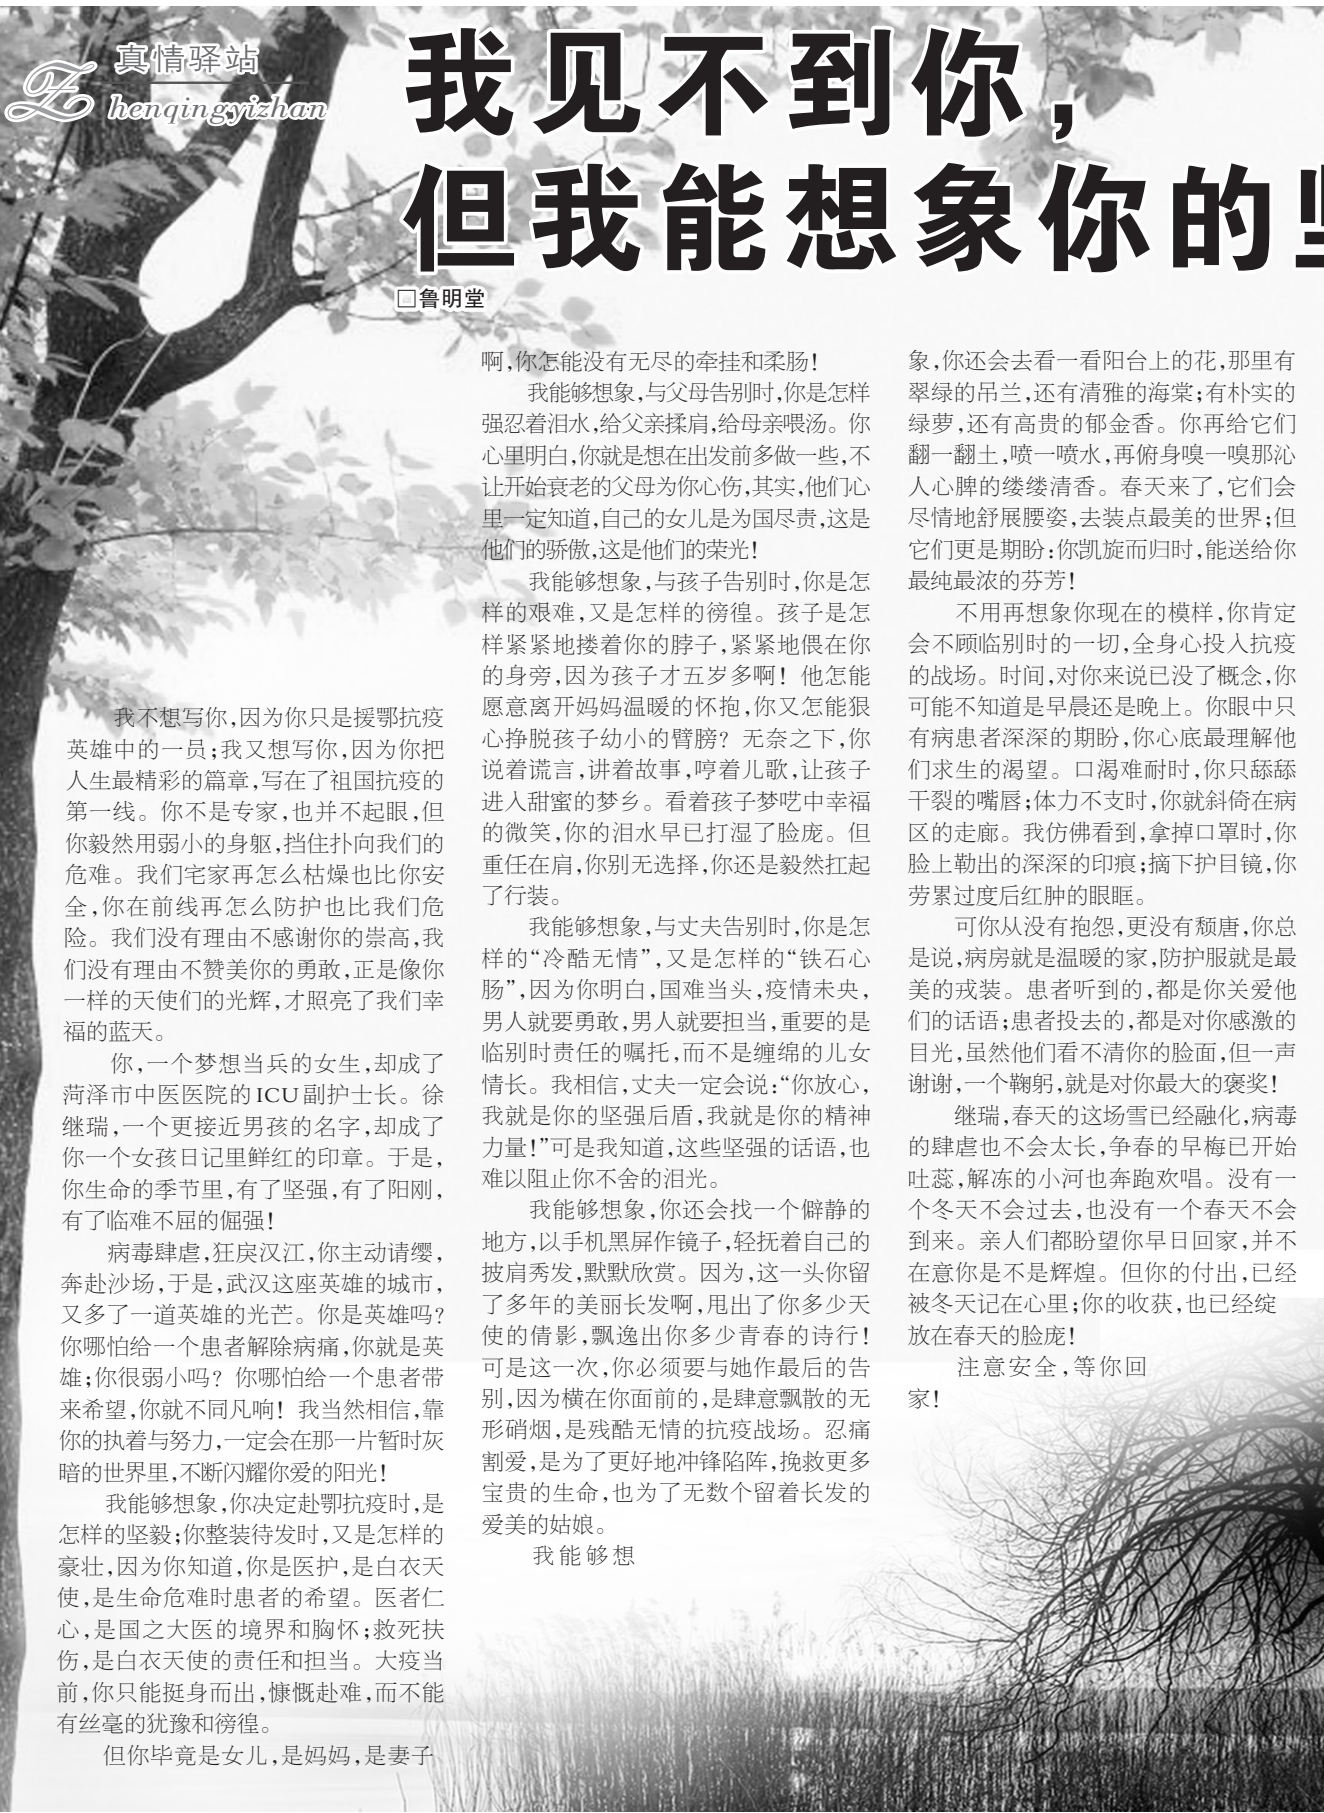 真情驿站
Zhenqingyizhan
我见不到你，
但我能想象你的
□鲁明堂
我不想写你，因为你只是援鄂抗疫
英雄中的一员；我又想写你，因为你把
人生最精彩的篇章，写在了祖国抗疫的
第一线。你不是专家，也并不起眼，但
你毅然用弱小的身躯，挡住扑向我们的
危难。我们宅家再怎么枯燥也比你安
全，你在前线再怎么防护也比我们危
险。我们没有理由不感谢你的崇高，我
们没有理由不赞美你的勇敢，正是像你
一样的天使们的光辉，才照亮了我们幸
福的蓝天。
你，一个梦想当兵的女生，却成了
菏泽市中医医院的ICU副护士长。徐
继瑞，一个更接近男孩的名字，却成了
你一个女孩日记里鲜红的印章。于是，
你生命的季节里，有了坚强，有了阳刚，
有了临难不屈的倔强！
病毒肆虐，狂戾汉江，你主动请缨，
奔赴沙场，于是，武汉这座英雄的城市，
又多了一道英雄的光芒。你是英雄吗？
你哪怕给一个患者解除病痛，你就是英
雄；你很弱小吗？你哪怕给一个患者带
来希望，你就不同凡响！我当然相信，靠
你的执着与努力，一定会在那一片暂时灰
暗的世界里，不断闪耀你爱的阳光！
我能够想象，你决定赴鄂抗疫时，是
怎样的坚毅；你整装待发时，又是怎样的
豪壮，因为你知道，你是医护，是白衣天
使，是生命危难时患者的希望。医者仁
心，是国之大医的境界和胸怀；救死扶
伤，是白衣天使的责任和担当。大疫当
前，你只能挺身而出，慷慨赴难，而不能
有丝毫的犹豫和徬徨。
但你毕竟是女儿，是妈妈，是妻子
啊，你怎能没有无尽的牵挂和柔肠！
我能够想象，与父母告别时，你是怎样
强忍着泪水，给父亲揉肩，给母亲喂汤。你
心里明白，你就是想在出发前多做一些，不
让开始衰老的父母为你心伤，其实，他们心
里一定知道，自己的女儿是为国尽责，这是
他们的骄傲，这是他们的荣光！
我能够想象，与孩子告别时，你是怎
样的艰难，又是怎样的徬徨。孩子是怎
样紧紧地搂着你的脖子，紧紧地偎在你
的身旁，因为孩子才五岁多啊！他怎能
愿意离开妈妈温暖的怀抱，你又怎能狠
心挣脱孩子幼小的臂膀？无奈之下，你
说着谎言，讲着故事，哼着儿歌，让孩子
进入甜蜜的梦乡。看着孩子梦呓中幸福
的微笑，你的泪水早已打湿了脸庞。但
重任在肩，你别无选择，你还是毅然扛起
了行装。
我能够想象，与丈夫告别时，你是怎
样的“冷酷无情”，又是怎样的“铁石心
肠”，因为你明白，国难当头，疫情未央，
男人就要勇敢，男人就要担当，重要的是
临别时责任的嘱托，而不是缠绵的儿女
情长。我相信，丈夫一定会说：“你放心，
我就是你的坚强后盾，我就是你的精神
力量！”可是我知道，这些坚强的话语，也
难以阻止你不舍的泪光。
我能够想象，你还会找一个僻静的
地方，以手机黑屏作镜子，轻抚着自己的
披肩秀发，默默欣赏。因为，这一头你留
了多年的美丽长发啊，甩出了你多少天
使的倩影，飘逸出你多少青春的诗行！
可是这一次，你必须要与她作最后的告
别，因为横在你面前的，是肆意飘散的无
形硝烟，是残酷无情的抗疫战场。忍痛
割爱，是为了更好地冲锋陷阵，挽救更多
宝贵的生命，也为了无数个留着长发的
爱美的姑娘。
我能够想
象，你还会去看一看阳台上的花，那里有
翠绿的吊兰，还有清雅的海棠；有朴实的
绿萝，还有高贵的郁金香。你再给它们
翻一翻土，喷一喷水，再俯身嗅一嗅那沁
人心脾的缕缕清香。春天来了，它们会
尽情地舒展腰姿，去装点最美的世界；但
它们更是期盼：你凯旋而归时，能送给你
最纯最浓的芬芳！
不用再想象你现在的模样，你肯定
会不顾临别时的一切，全身心投入抗疫
的战场。时间，对你来说已没了概念，你
可能不知道是早晨还是晚上。你眼中只
有病患者深深的期盼，你心底最理解他
们求生的渴望。口渴难耐时，你只舔舔
干裂的嘴唇；体力不支时，你就斜倚在病
区的走廊。我仿佛看到，拿掉口罩时，你
脸上勒出的深深的印痕；摘下护目镜，你
劳累过度后红肿的眼眶。
可你从没有抱怨，更没有颓唐，你总
是说，病房就是温暖的家，防护服就是最
美的戎装。患者听到的，都是你关爱他
们的话语；患者投去的，都是对你感激的
目光，虽然他们看不清你的脸面，但一声
谢谢，一个鞠躬，就是对你最大的褒奖！
继瑞，春天的这场雪已经融化，病毒
的肆虐也不会太长，争春的早梅已开始
吐蕊，解冻的小河也奔跑欢唱。没有一
个冬天不会过去，也没有一个春天不会
到来。亲人们都盼望你早日回家，并不
在意你是不是辉煌。但你的付出，已经
被冬天记在心里；你的收获，也已经绽
放在春天的脸庞！
注意安全，等你回
家！